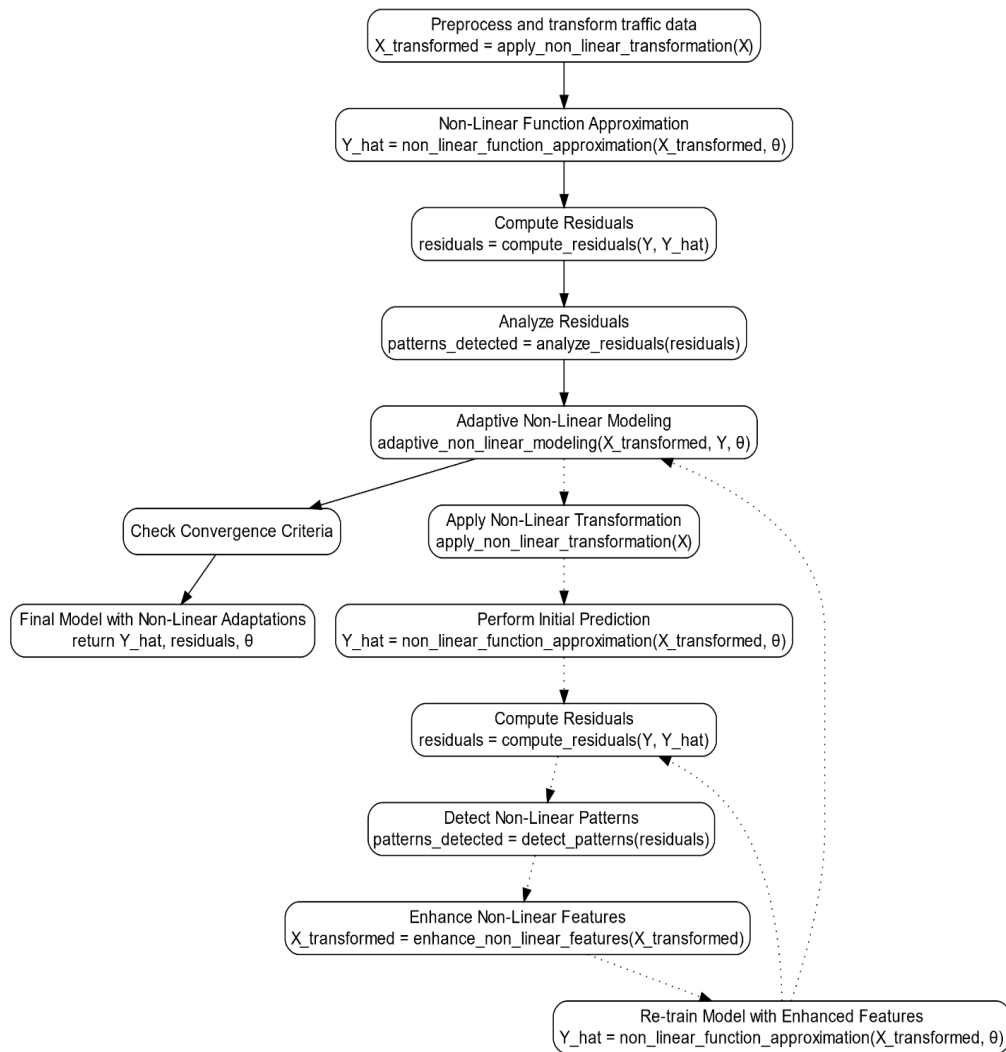 Preprocess and transform traffic data
X_transformed = apply_non_linear_transformation(X)
Non-Linear Function Approximation
Y_hat = non_linear_function_approximation(X_transformed, θ)
Compute Residuals
residuals = compute_residuals(Y, Y_hat)
Analyze Residuals
patterns_detected = analyze_residuals(residuals)
Adaptive Non-Linear Modeling
adaptive_non_linear_modeling(X_transformed, Y, θ)
Check Convergence Criteria
Apply Non-Linear Transformation
apply_non_linear_transformation(X)
Final Model with Non-Linear Adaptations
return Y_hat, residuals, θ
Perform Initial Prediction
Y_hat = non_linear_function_approximation(X_transformed, θ)
Compute Residuals
residuals = compute_residuals(Y, Y_hat)
Detect Non-Linear Patterns
patterns_detected = detect_patterns(residuals)
Enhance Non-Linear Features
X_transformed = enhance_non_linear_features(X_transformed)
Re-train Model with Enhanced Features
Y_hat = non_linear_function_approximation(X_transformed, θ)